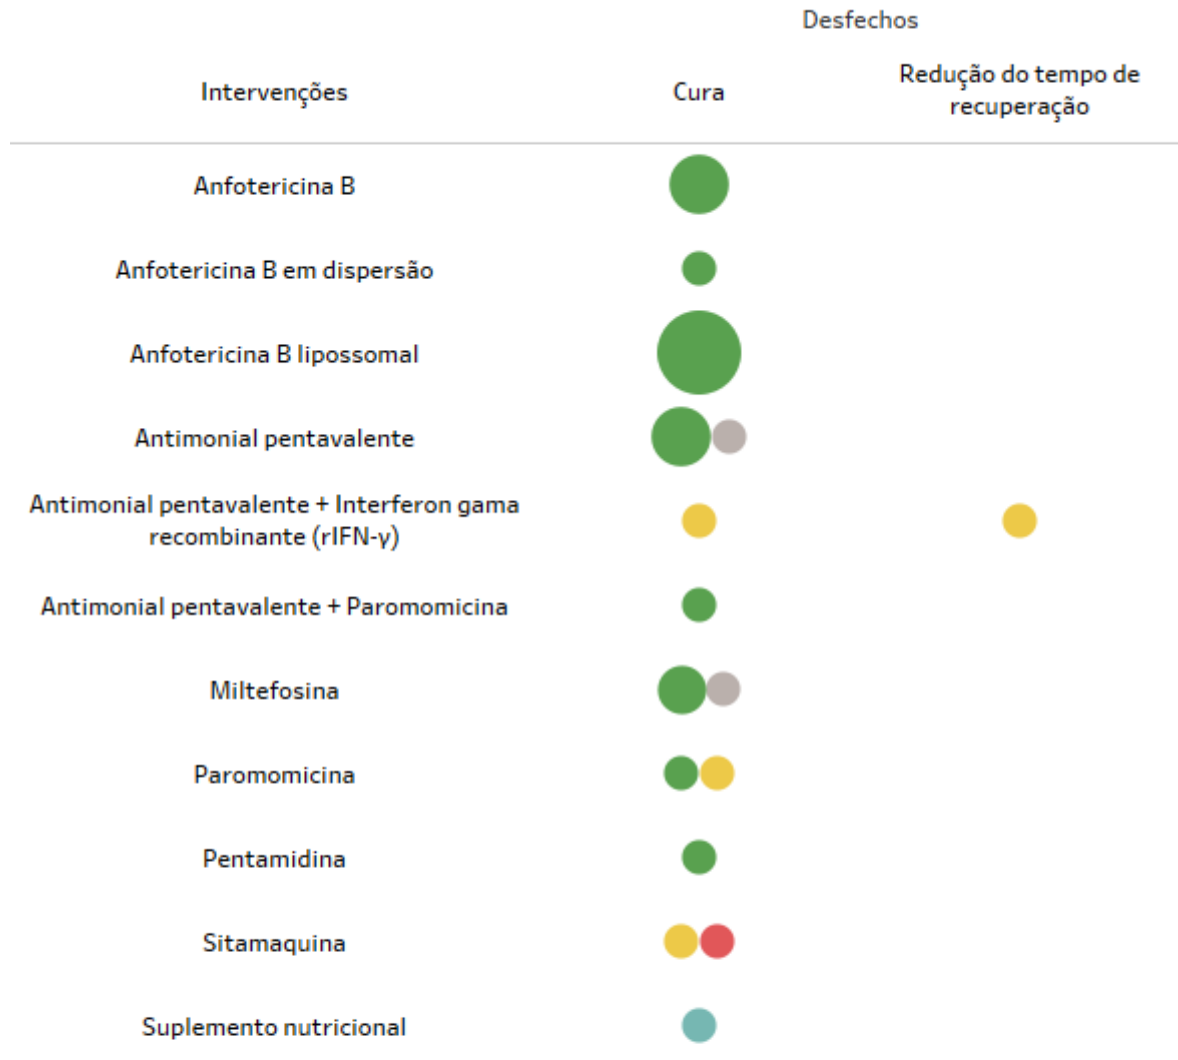 Desfechos
Intervenções
Cura
Redução do tempo de
recuperação
Anfotericina B
Anfotericina B em dispersão
Anfotericina B lipossomal
Antimonial pentavalente
Antimonial pentavalente + Interferon gama
recombinante (rIFN-γ)
Antimonial pentavalente + Paromomicina
Miltefosina
Paromomicina
Pentamidina
Sitamaquina
Suplemento nutricional